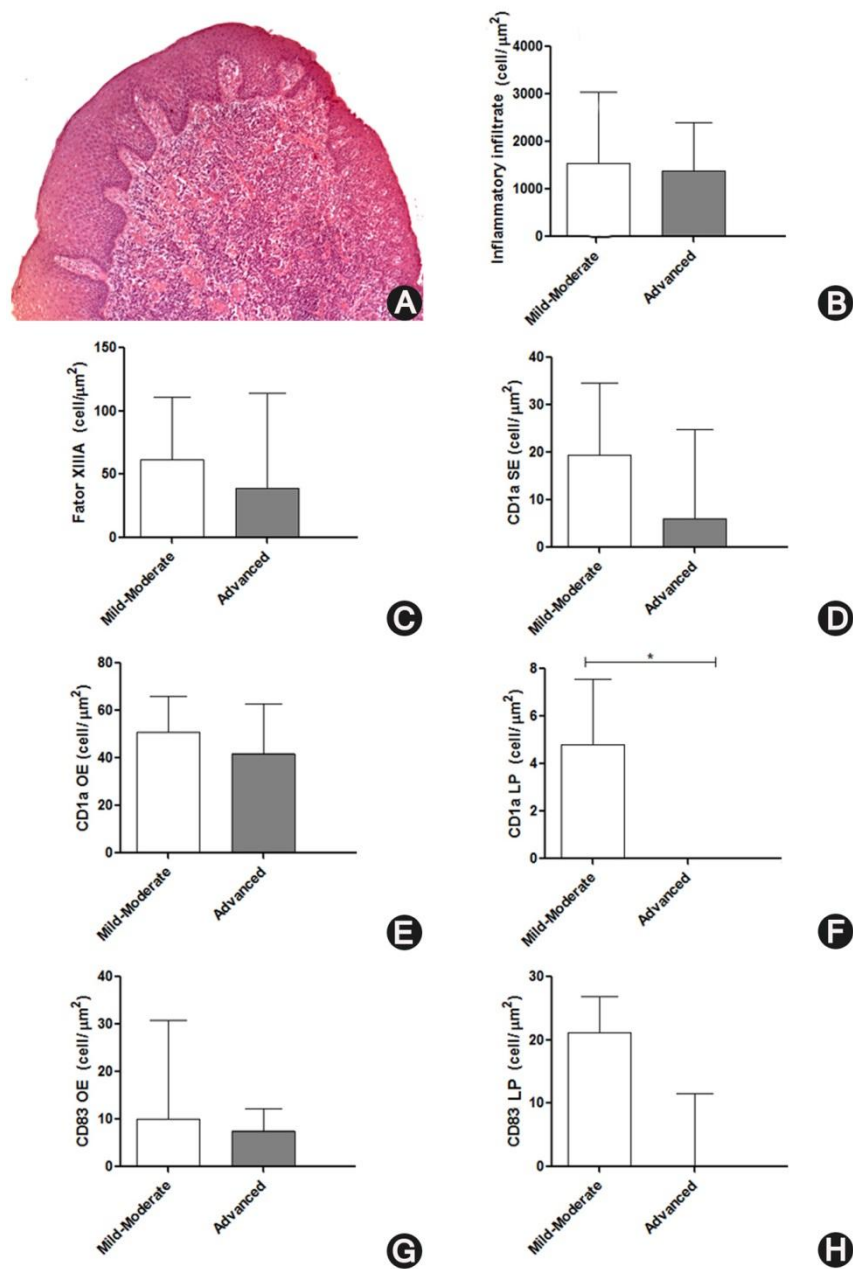 A
Inflammatory infiltrate (cell/μm²)
4000
3000
2000
1000
0
Mild-Moderate
Advanced
B
Fator XIIIA (cell/μm²)
150
100
50
0
Mild-Moderate
Advanced
C
CD1a SE (cell/μm²)
40
30
20
10
0
Mild-Moderate
Advanced
D
CD1a OE (cell/μm²)
80
60
40
20
0
Mild-Moderate
Advanced
E
CD1a LP (cell/μm²)
8
6
4
2
0
*
Mild-Moderate
Advanced
F
CD83 OE (cell/μm²)
40
30
20
10
0
Mild-Moderate
Advanced
G
CD83 LP (cell/μm²)
30
20
10
0
Mild-Moderate
Advanced
H